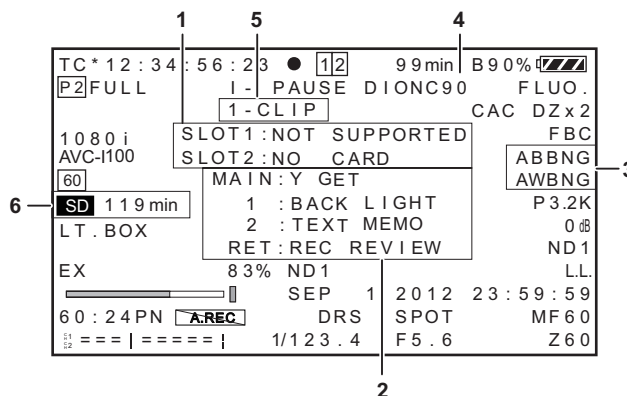 1 5 4
TC*12:34:56:23 ● 12 99min B90%
P2 FULL I- PAUSE DIONC90 FLUO.
1-CLIP CAC DZx2
SLOT1:NOT SUPPORTED FBC
1080i
AVC-I100 SLOT2:NO CARD ABBNG
3
60 MAIN:Y GET AWBNG
6 SD 119min 1 :BACK LIGHT P3.2K
LT.BOX 2 :TEXT MEMO 0dB
RET:REC REVIEW ND1
EX 83% ND1 L.L.
SEP 1 2012 23:59:59
60:24PN A.REC DRS SPOT MF60
===|=====¦ 1/123.4 F5.6 Z60
2